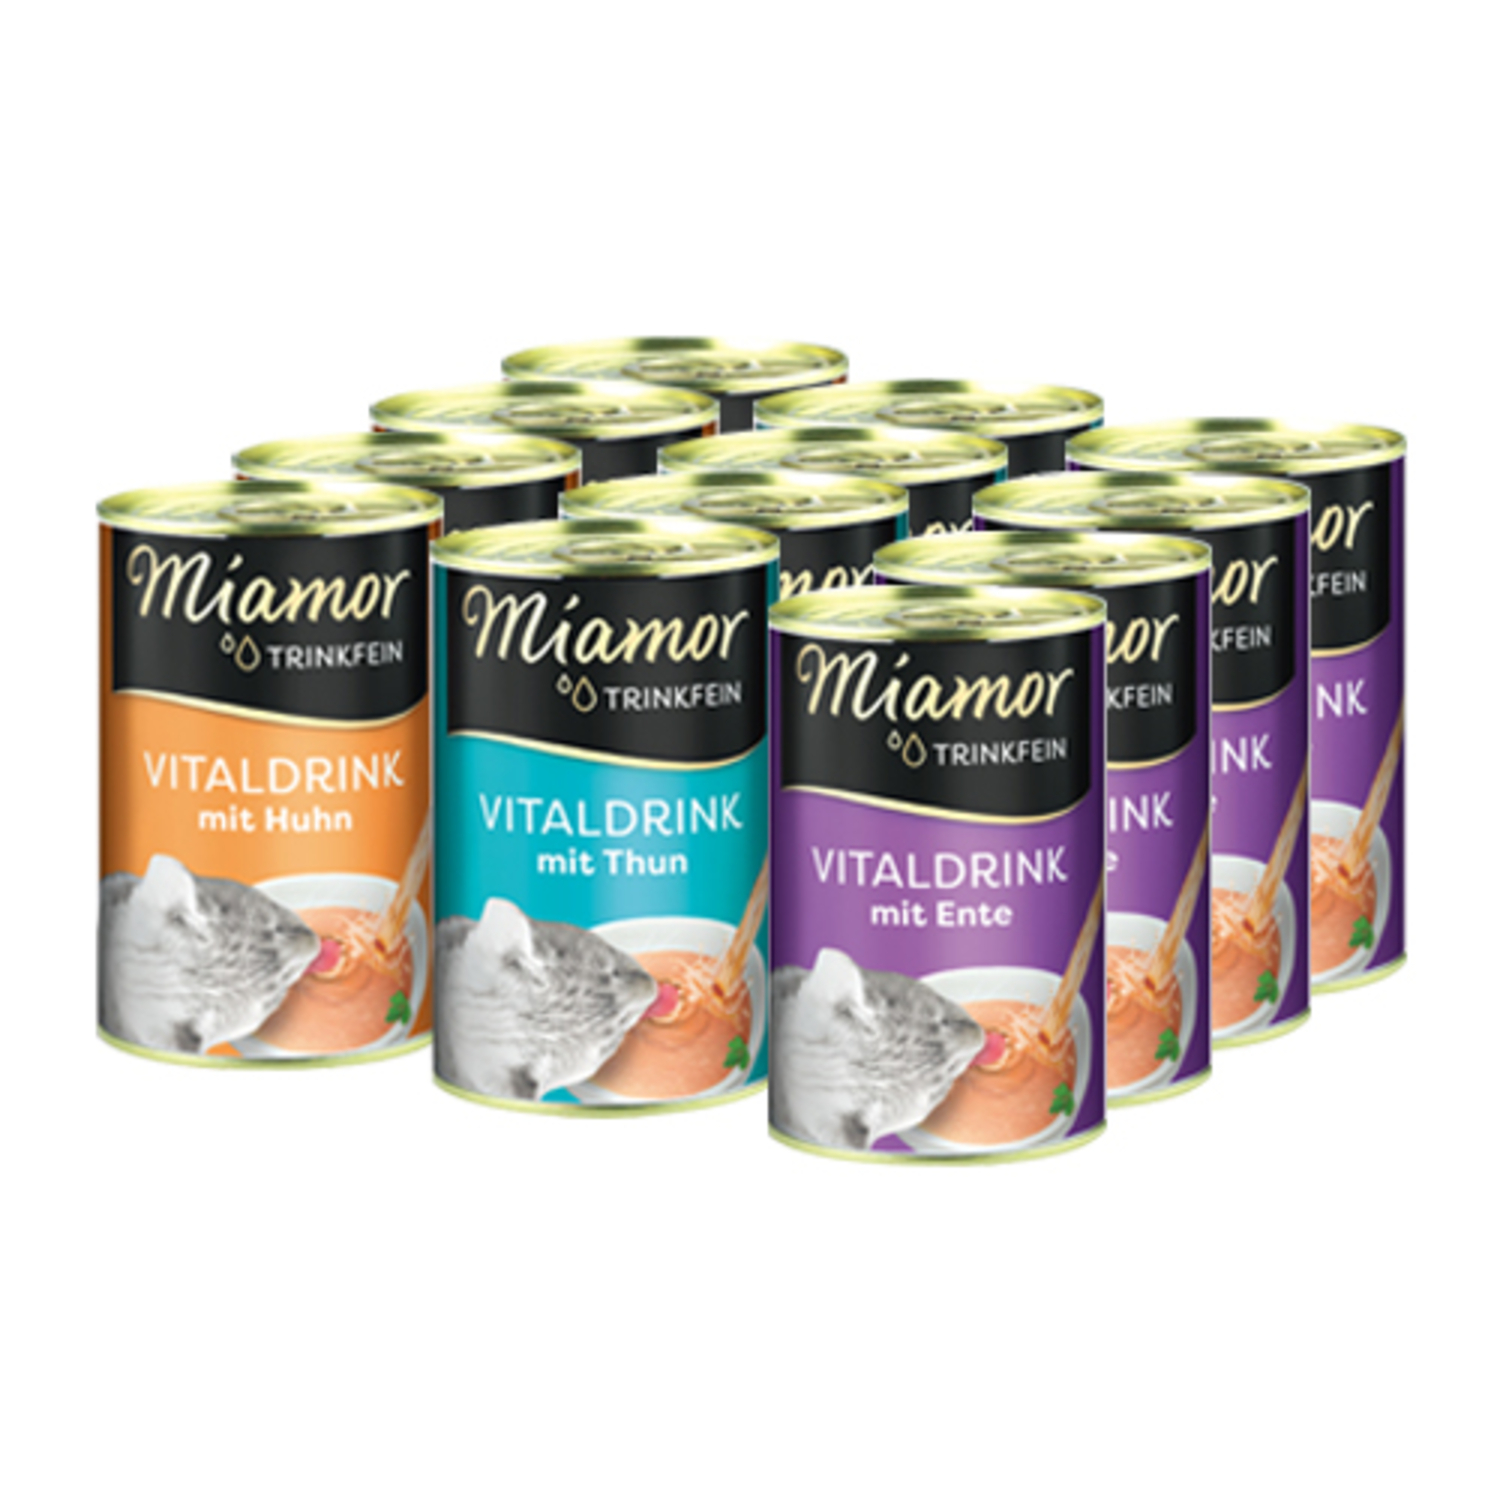 Miamor
TRINKFEIN
VITALDRINK
mit Huhn
Miamor
TRINKFEIN
VITALDRINK
mit Thun
Miamor
TRINKFEIN
VITALDRINK
mit Ente